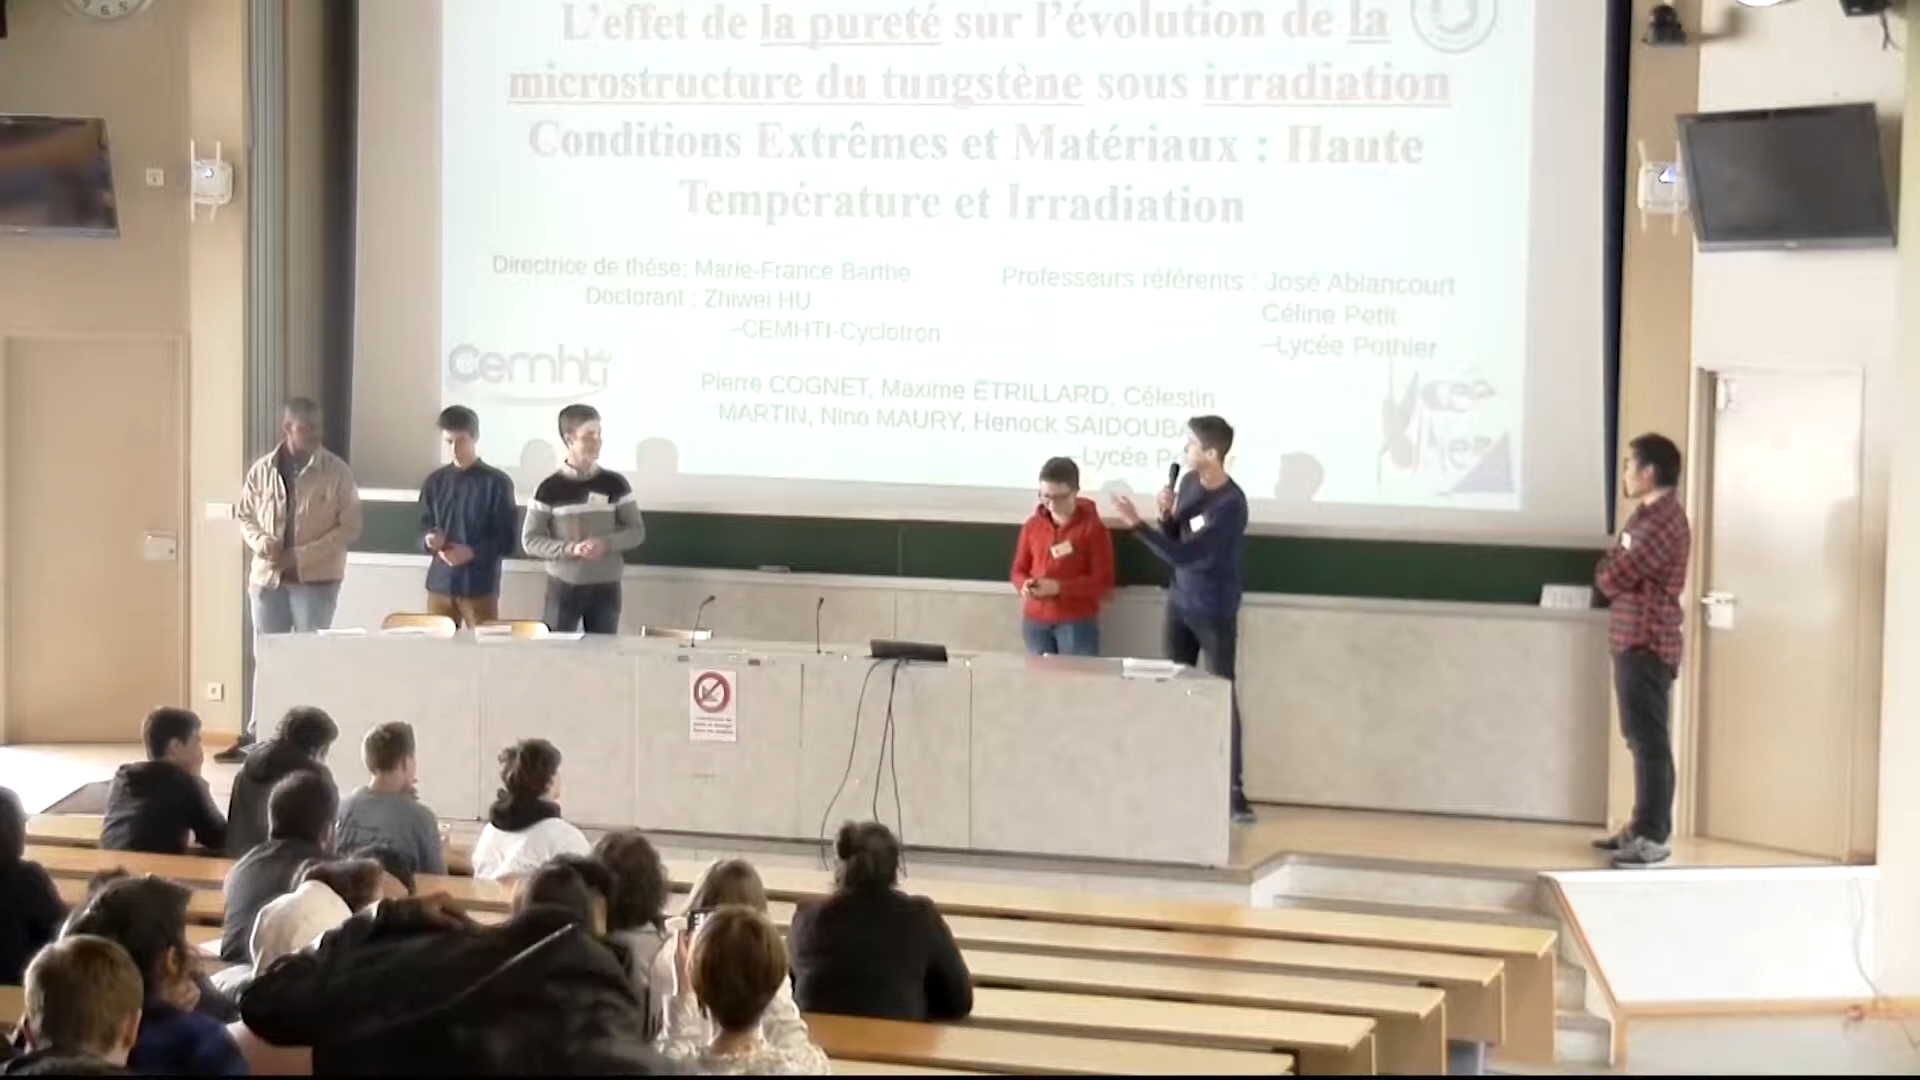 L'effet de la pureté sur l'évolution de la
microstructure du tungstène sous irradiation
Conditions Extrêmes et Matériaux : Haute
Température et Irradiation
Directrice de thèse: Marie-France Barthe
Doctorant : Zhiwei HU
–CEMHTI-Cyclotron
Professeurs référents : José Ablancourt
Céline Petit
–Lycée Pothier
Cemhti
Pierre COGNET, Maxime ETRILLARD, Célestin
MARTIN, Nino MAURY, Henock
–Lycée